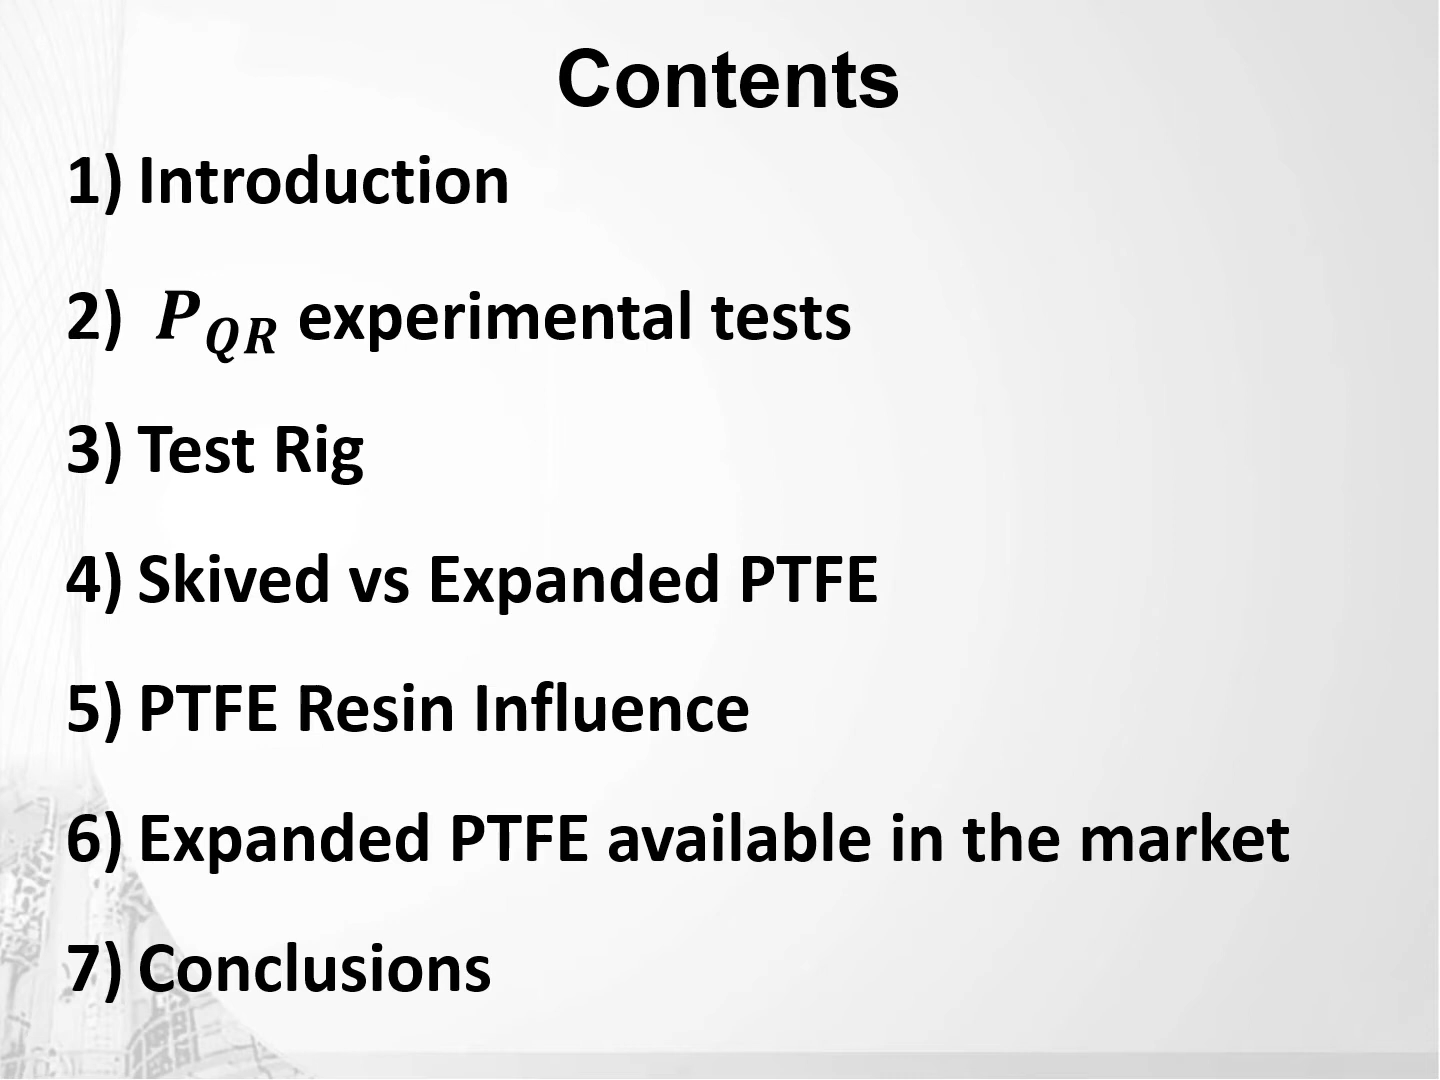 Contents
1) Introduction
2) P_QR experimental tests
3) Test Rig
4) Skived vs Expanded PTFE
5) PTFE Resin Influence
6) Expanded PTFE available in the market
7) Conclusions